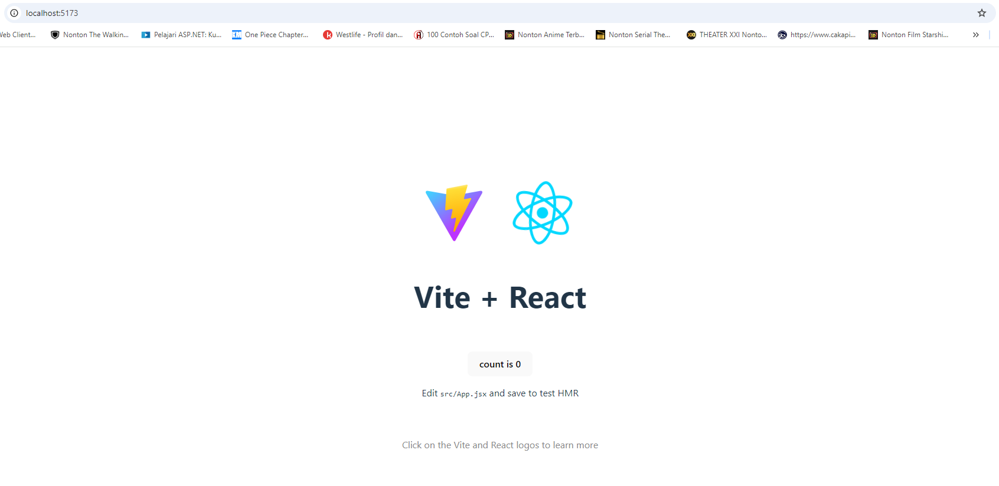 localhost:5173
Web Client... Nonton The Walkin... Pelajari ASP.NET: Ku... One Piece Chapter... Westlife - Profil dan... 100 Contoh Soal CP... Nonton Anime Terb... Nonton Serial The... THEATER XXI Nonto... https://www.cakapi... Nonton Film Starshi...
Vite + React
count is 0
Edit src/App.jsx and save to test HMR
Click on the Vite and React logos to learn more